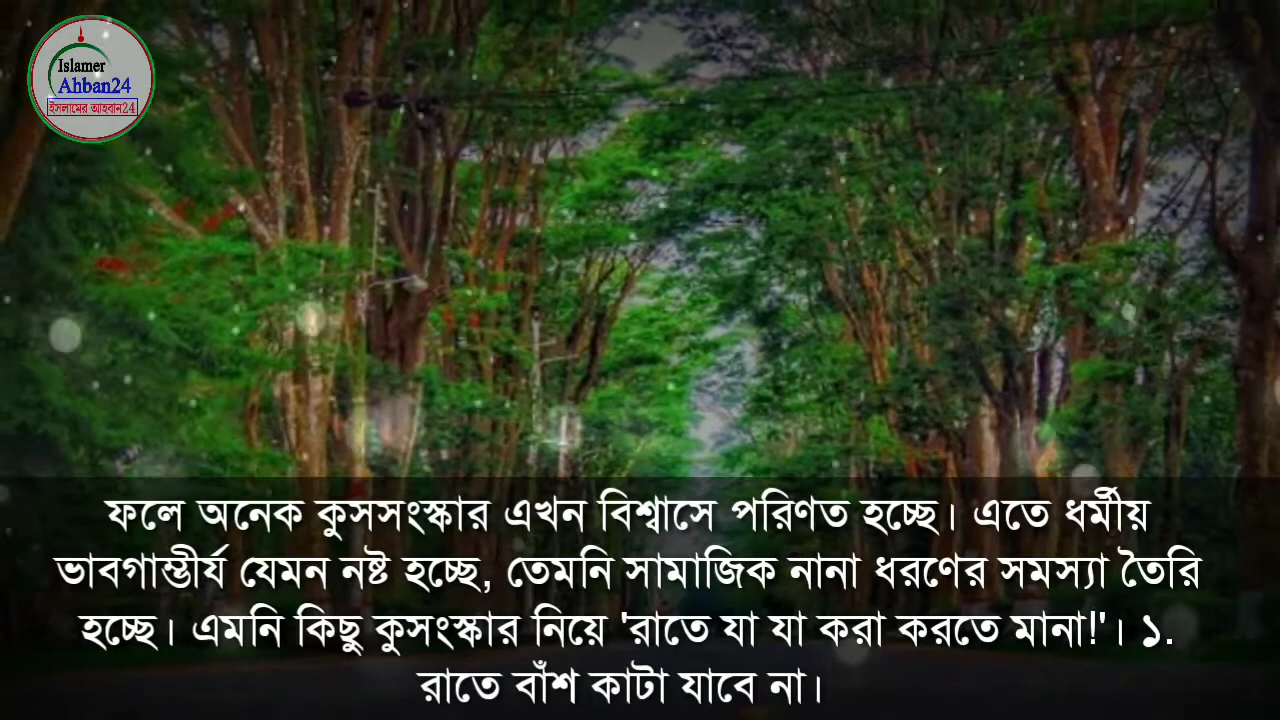 Islamer
Ahban24
ইসলামের আহবান24
ফলে অনেক কুসসংস্কার এখন বিশ্বাসে পরিণত হচ্ছে। এতে ধর্মীয়
ভাবগাম্ভীর্য যেমন নষ্ট হচ্ছে, তেমনি সামাজিক নানা ধরণের সমস্যা তৈরি
হচ্ছে। এমনি কিছু কুসংস্কার নিয়ে 'রাতে যা যা করা করতে মানা!'। ১.
রাতে বাঁশ কাটা যাবে না।